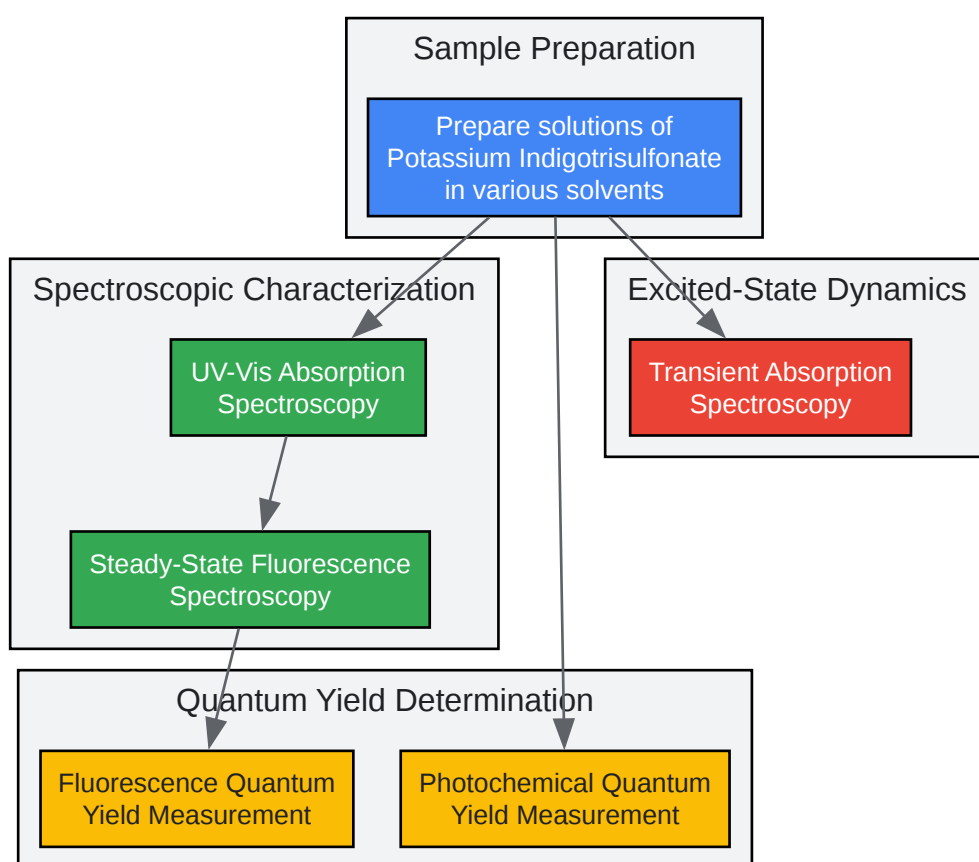 Sample Preparation
Prepare solutions of
Potassium Indigotrisulfonate
in various solvents
Spectroscopic Characterization
UV-Vis Absorption
Spectroscopy
Steady-State Fluorescence
Spectroscopy
Excited-State Dynamics
Transient Absorption
Spectroscopy
Quantum Yield Determination
Fluorescence Quantum
Yield Measurement
Photochemical Quantum
Yield Measurement